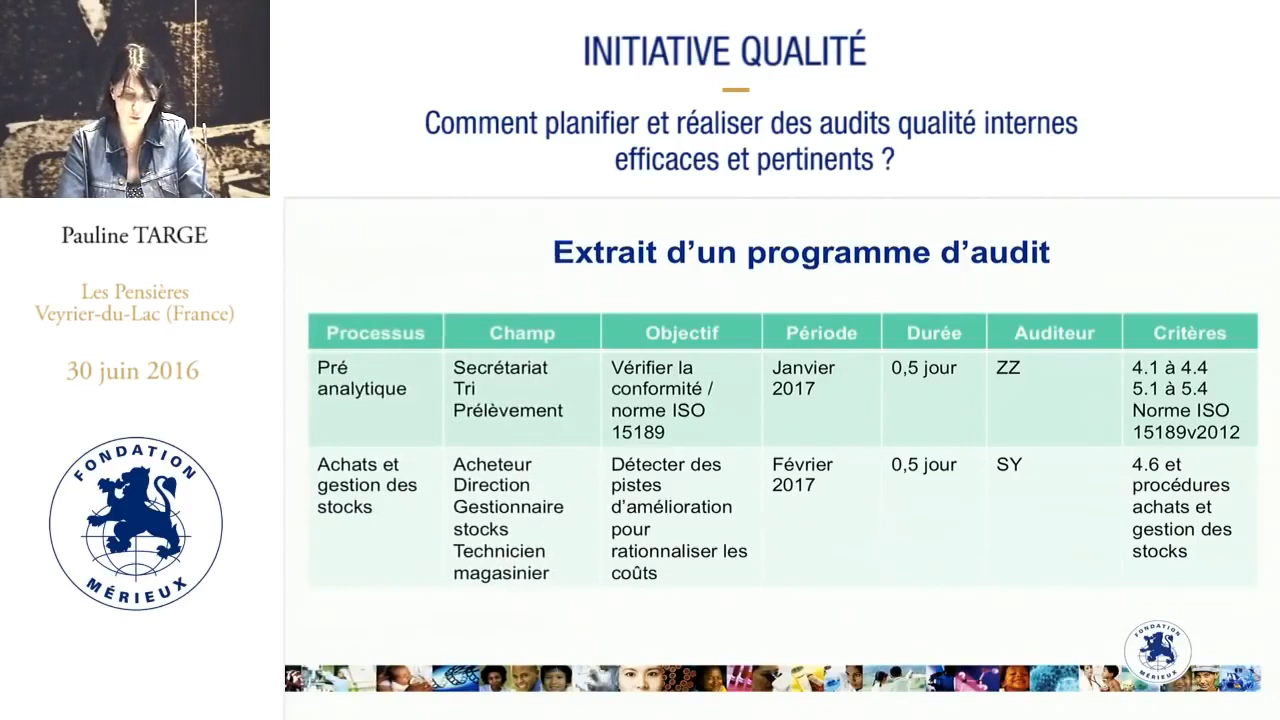 INITIATIVE QUALITÉ
Comment planifier et réaliser des audits qualité internes
efficaces et pertinents ?
Pauline TARGE
Les Pensières
Veyrier-du-Lac (France)
30 juin 2016
FONDATION
MÉRIEUX
Extrait d’un programme d’audit
Processus Champ Objectif Période Durée Auditeur Critères
Pré Secrétariat Vérifier la Janvier 0,5 jour ZZ 4.1 à 4.4
analytique Tri conformité / 2017 5.1 à 5.4
Prélèvement norme ISO Norme ISO
15189 15189v2012
Achats et Acheteur Détecter des Février 0,5 jour SY 4.6 et
gestion des Direction pistes 2017 procédures
stocks Gestionnaire d’amélioration achats et
stocks pour gestion des
Technicien rationnaliser les stocks
magasinier coûts
FONDATION
MÉRIEUX